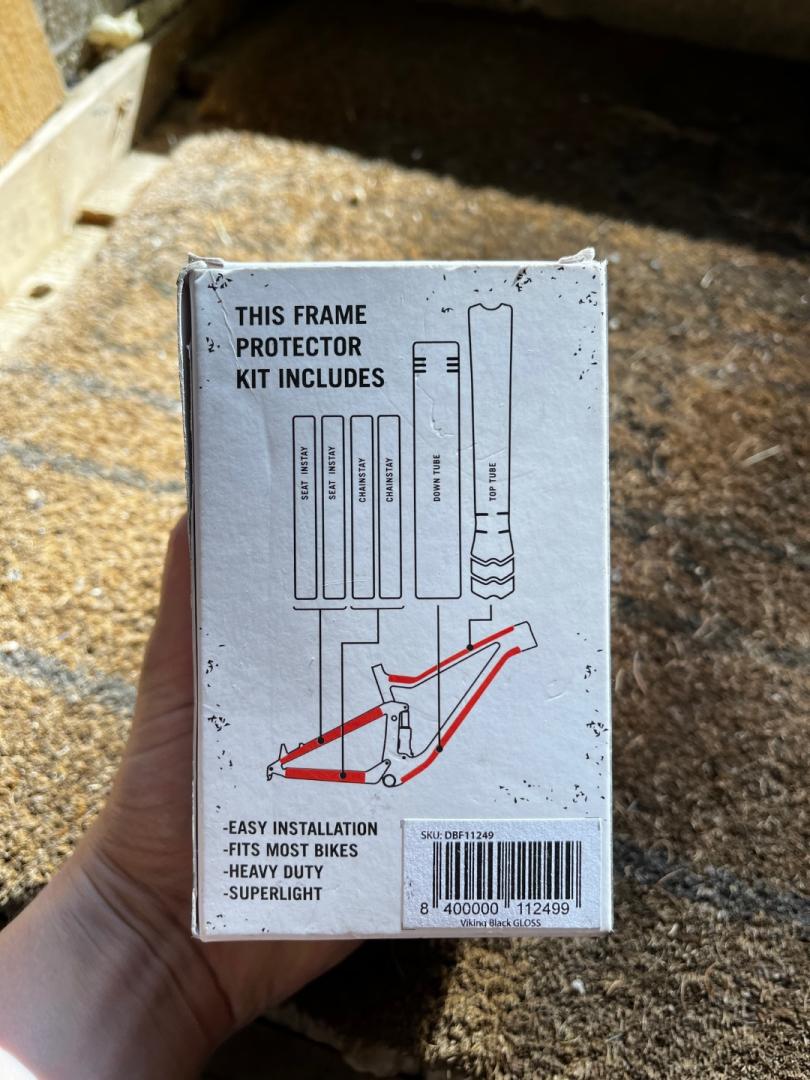 THIS FRAME
PROTECTOR
KIT INCLUDES
SEAT INSTAY
SEAT INSTAY
CHAINSTAY
CHAINSTAY
DOWN TUBE
TOP TUBE
-EASY INSTALLATION
-FITS MOST BIKES
-HEAVY DUTY
-SUPERLIGHT
SKU: DBF11249
8 400000 112499
Viking Black GLOSS